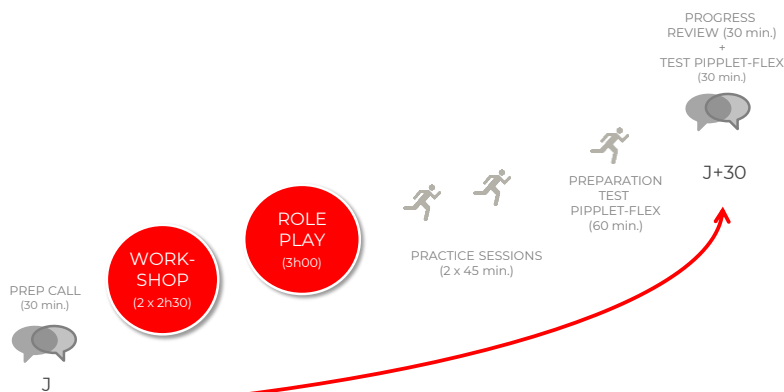 PREP CALL
(30 min.)
J
WORK-
SHOP
(2 x 2h30)
ROLE
PLAY
(3h00)
PRACTICE SESSIONS
(2 x 45 min.)
PREPARATION
TEST
PIPPLET-FLEX
(60 min.)
PROGRESS
REVIEW (30 min.)
+
TEST PIPPLET-FLEX
(30 min.)
J+30